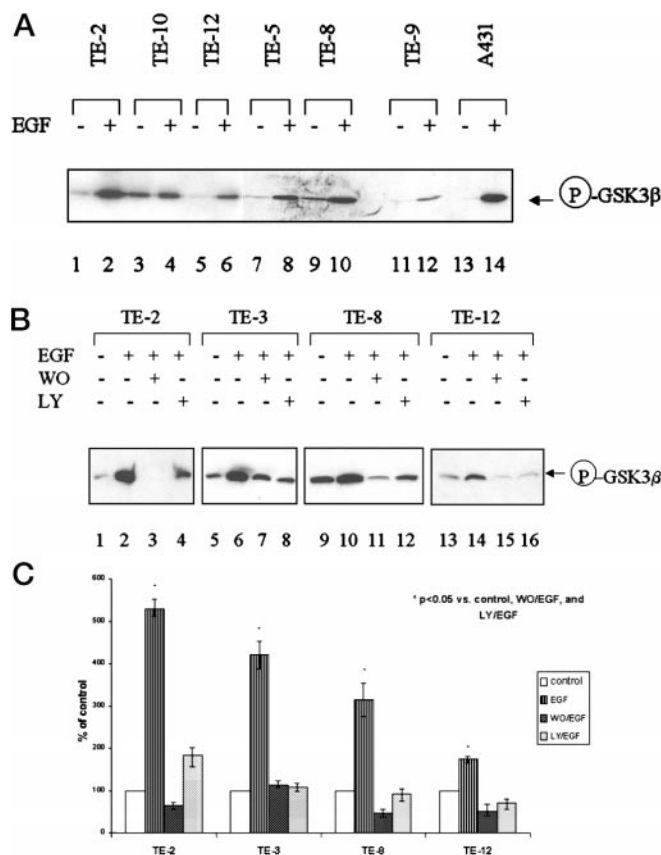 A
TE-2 TE-10 TE-12 TE-5 TE-8 TE-9 A431
EGF - + - + - + - + - + - + - +
P-GSK3β
1 2 3 4 5 6 7 8 9 10 11 12 13 14
B
TE-2 TE-3 TE-8 TE-12
EGF - + + + - + + + - + + + - + + +
WO - - + - - - + - - - + - - - + -
LY - - - + - - - + - - - + - - - +
P-GSK3β
1 2 3 4 5 6 7 8 9 10 11 12 13 14 15 16
C
600
500
400
300
200
100
0
% of control
* p<0.05 vs. control, WO/EGF, and
LY/EGF
control
EGF
WO/EGF
LY/EGF
* * * *
TE-2 TE-3 TE-8 TE-12